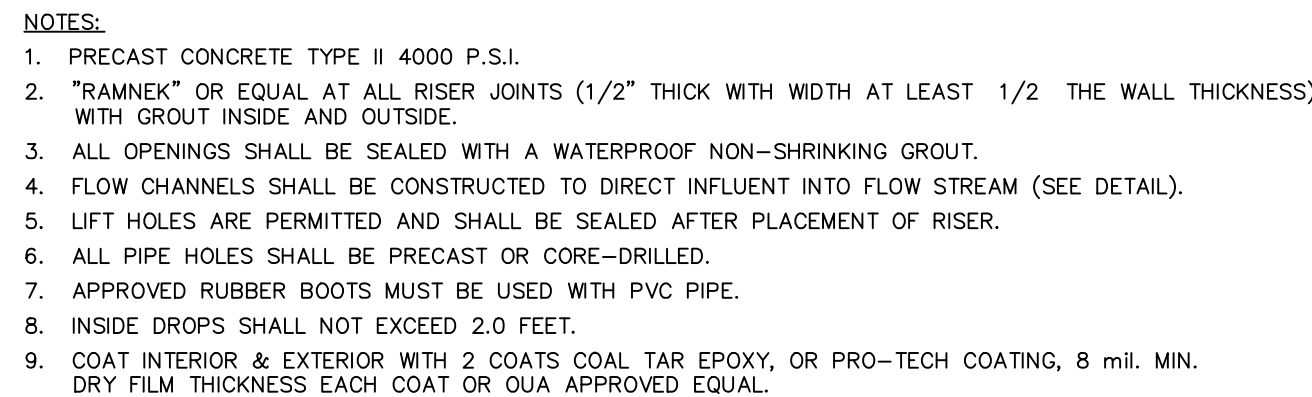 NOTES:
1. PRECAST CONCRETE TYPE II 4000 P.S.I.
2. "RAMNEK" OR EQUAL AT ALL RISER JOINTS (1/2" THICK WITH WIDTH AT LEAST 1/2 THE WALL THICKNESS)
WITH GROUT INSIDE AND OUTSIDE.
3. ALL OPENINGS SHALL BE SEALED WITH A WATERPROOF NON-SHRINKING GROUT.
4. FLOW CHANNELS SHALL BE CONSTRUCTED TO DIRECT INFLUENT INTO FLOW STREAM (SEE DETAIL).
5. LIFT HOLES ARE PERMITTED AND SHALL BE SEALED AFTER PLACEMENT OF RISER.
6. ALL PIPE HOLES SHALL BE PRECAST OR CORE-DRILLED.
7. APPROVED RUBBER BOOTS MUST BE USED WITH PVC PIPE.
8. INSIDE DROPS SHALL NOT EXCEED 2.0 FEET.
9. COAT INTERIOR & EXTERIOR WITH 2 COATS COAL TAR EPOXY, OR PRO-TECH COATING, 8 mil. MIN.
DRY FILM THICKNESS EACH COAT OR OUA APPROVED EQUAL.